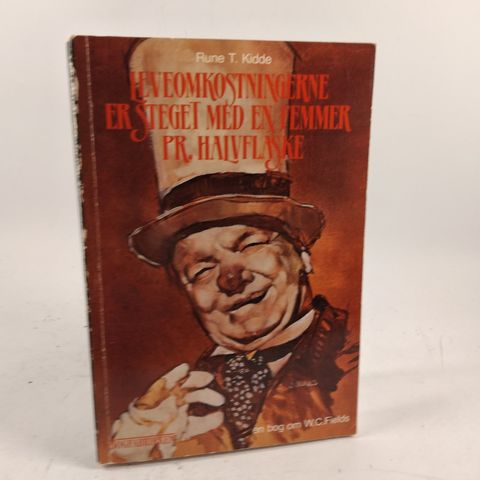 Rune T. Kidde
LEVEOMKOSTNINGERNE
ER STEGET MED EN FEMMER
PR. HALVFLASKE
en bog om W.C.Fields